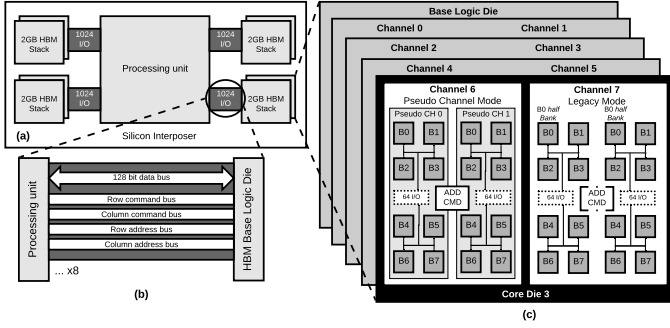 2GB HBM
Stack
1024
I/O
1024
I/O
2GB HBM
Stack
Processing unit
2GB HBM
Stack
1024
I/O
1024
I/O
2GB HBM
Stack
(a)
Silicon Interposer
Processing unit
128 bit data bus
Row command bus
Column command bus
Row address bus
Column address bus
HBM Base Logic Die
... x8
(b)
Base Logic Die
Channel 0
Channel 1
Channel 2
Channel 3
Channel 4
Channel 5
Channel 6
Pseudo Channel Mode
Pseudo CH 0
Pseudo CH 1
B0
B1
B0
B1
B2
B3
B2
B3
64 I/O
ADD
CMD
64 I/O
B4
B5
B4
B5
B6
B7
B6
B7
Channel 7
Legacy Mode
B0 half
Bank
B0 half
Bank
B0
B1
B0
B1
B2
B3
B2
B3
64 I/O
ADD
CMD
64 I/O
B4
B5
B4
B5
B6
B7
B6
B7
Core Die 3
(c)